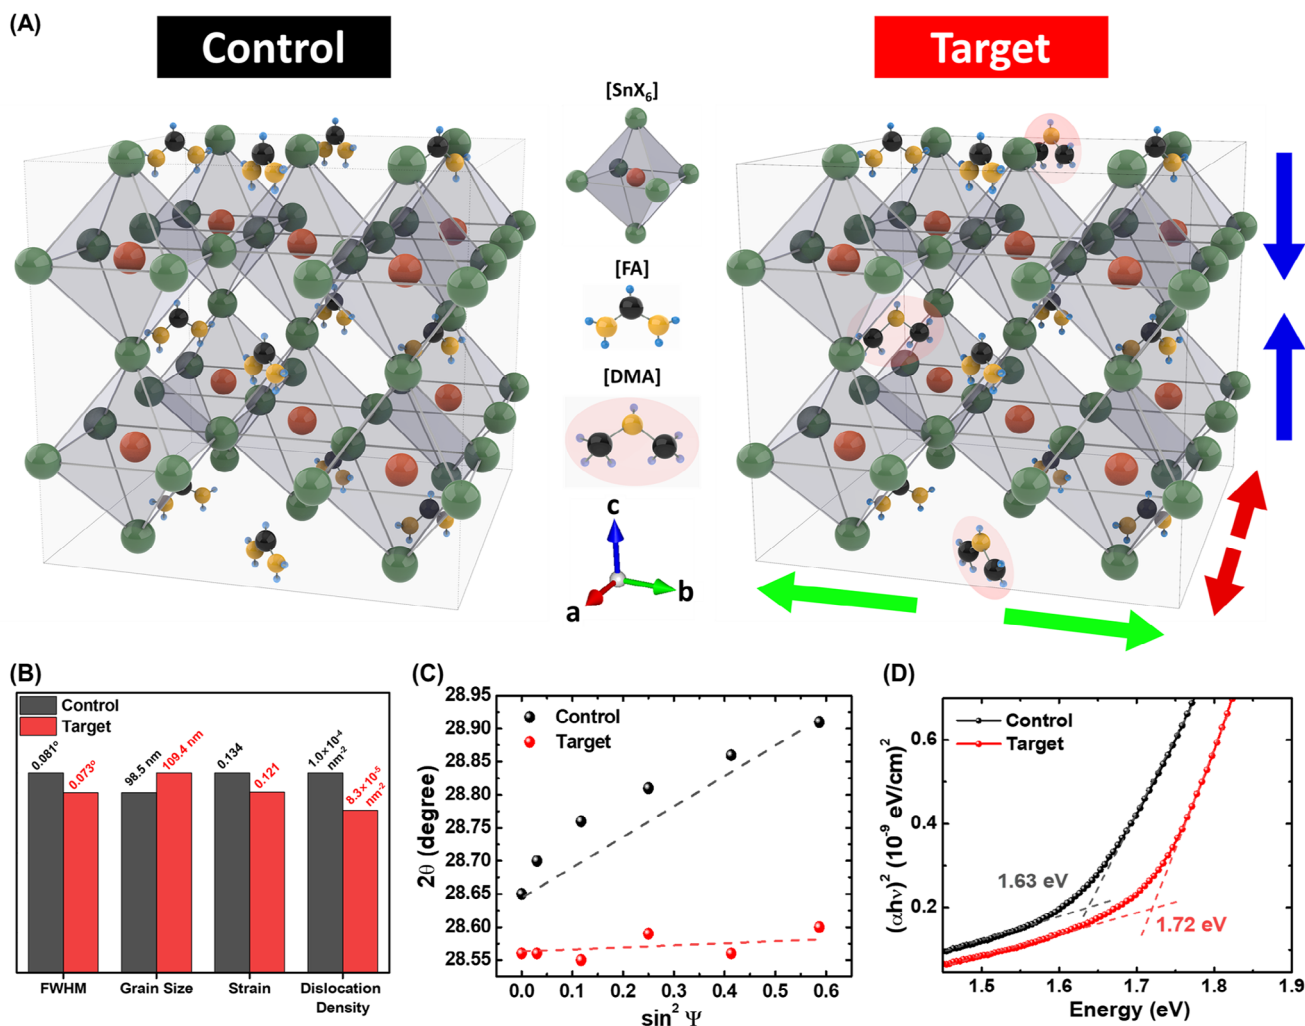 (A)
Control
Target
[SnX₆]
[FA]
[DMA]
c
b
a
(B)
Control
Target
0.081°
0.073°
98.5 nm
109.4 nm
0.134
0.121
1.0×10⁻⁴
nm⁻²
8.3×10⁻⁵
nm⁻²
FWHM
Grain Size
Strain
Dislocation
Density
(C)
28.95
28.90
28.85
28.80
28.75
28.70
28.65
28.60
28.55
2θ (degree)
Control
Target
0.0
0.1
0.2
0.3
0.4
0.5
0.6
sin² Ψ
(D)
0.6
0.4
0.2
(αhν)² (10⁻⁹ eV/cm)²
Control
Target
1.63 eV
1.72 eV
1.5
1.6
1.7
1.8
1.9
Energy (eV)